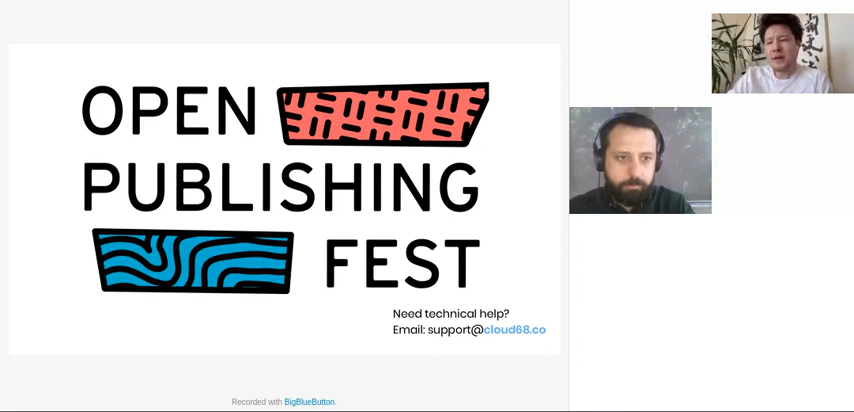 OPEN
PUBLISHING
FEST
Need technical help?
Email: support@cloud68.co
Recorded with BigBlueButton.